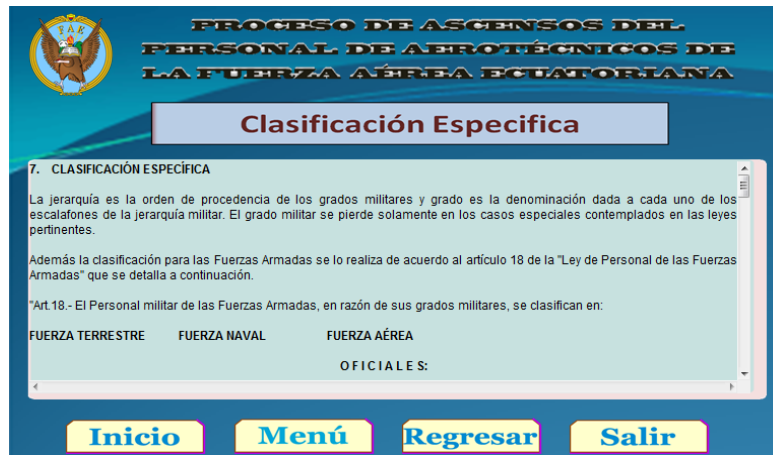 FAE
PROCESO DE ASCENSOS DEL
PERSONAL DE AEROTÉCNICOS DE
LA FUERZA AÉREA ECUATORIANA
Clasificación Especifica
7. CLASIFICACIÓN ESPECÍFICA
La jerarquía es la orden de procedencia de los grados militares y grado es la denominación dada a cada uno de los
escalafones de la jerarquía militar. El grado militar se pierde solamente en los casos especiales contemplados en las leyes
pertinentes.
Además la clasificación para las Fuerzas Armadas se lo realiza de acuerdo al artículo 18 de la "Ley de Personal de las Fuerzas
Armadas" que se detalla a continuación.
"Art.18.- El Personal militar de las Fuerzas Armadas, en razón de sus grados militares, se clasifican en:
FUERZA TERRESTRE FUERZA NAVAL FUERZA AÉREA
O F I C I A L E S:
Inicio Menú Regresar Salir